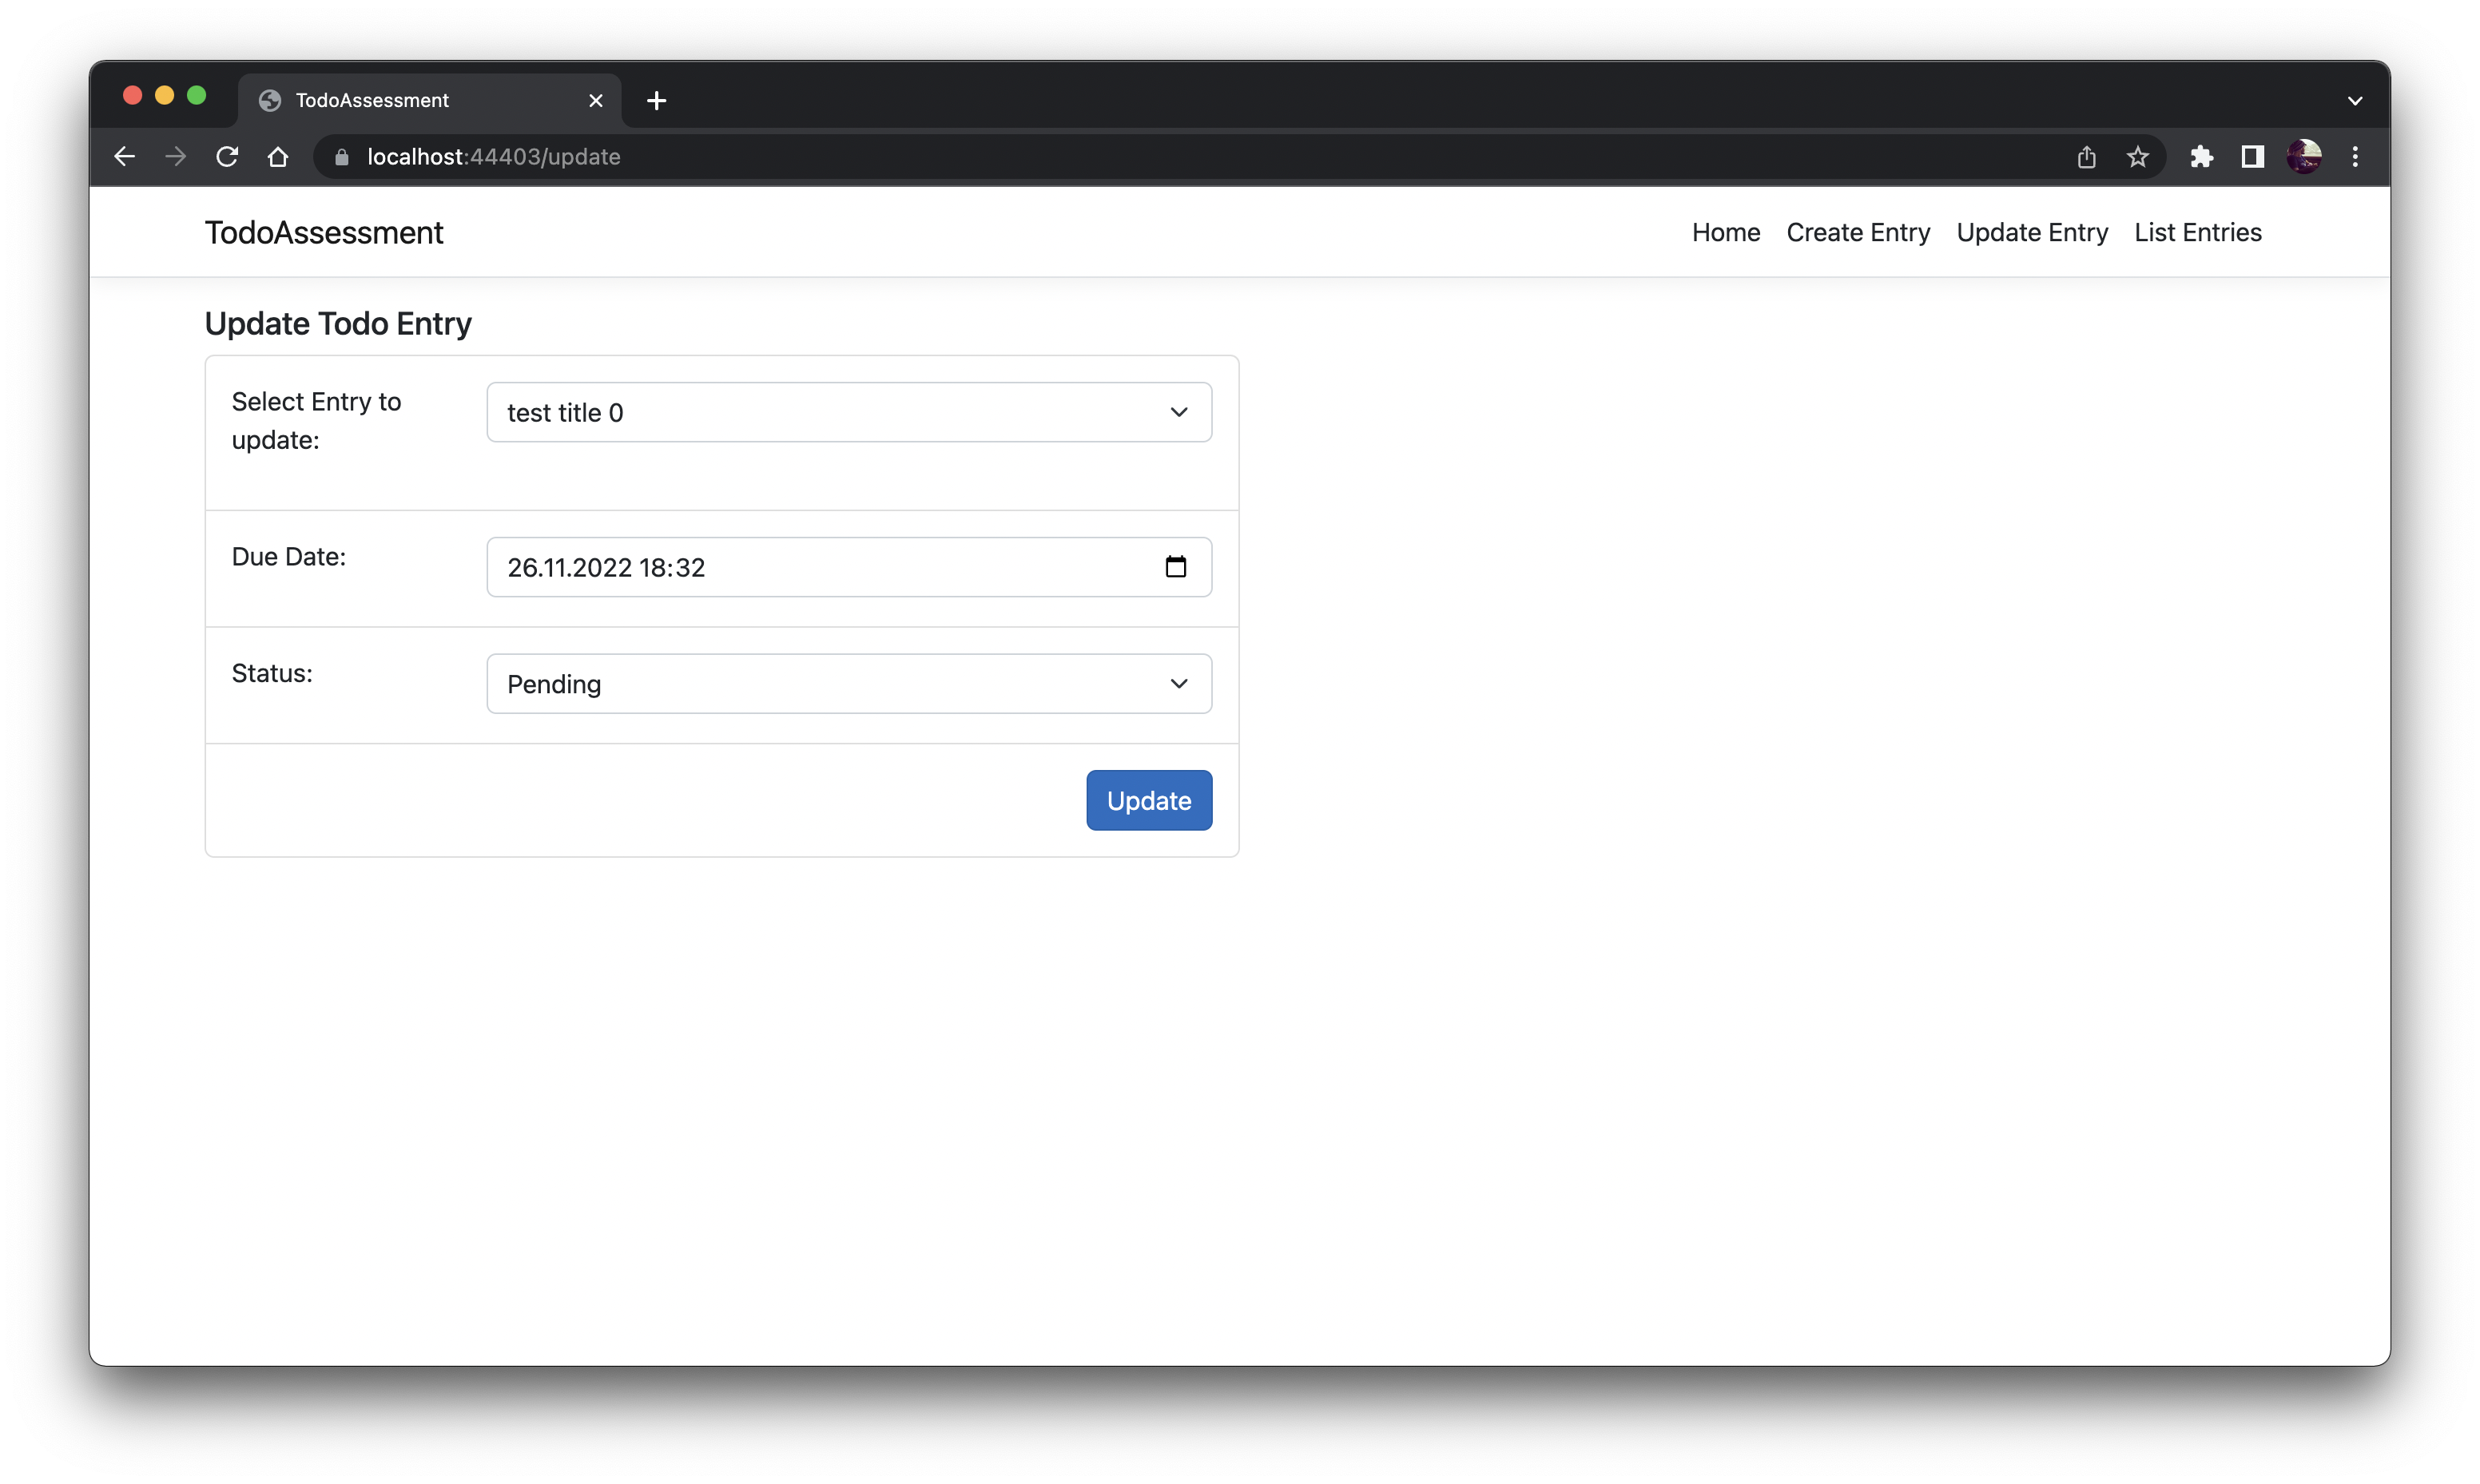 TodoAssessment
localhost:44403/update
TodoAssessment
Home Create Entry Update Entry List Entries
Update Todo Entry
Select Entry to
update:
test title 0
Due Date:
26.11.2022 18:32
Status:
Pending
Update